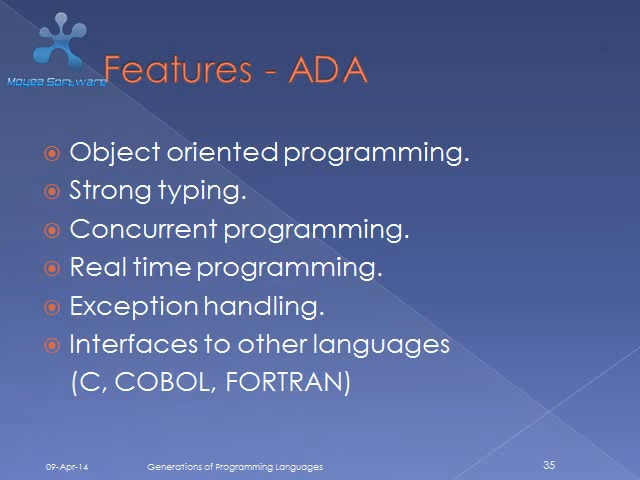 Moyea Software
Features - ADA
Object oriented programming.
Strong typing.
Concurrent programming.
Real time programming.
Exception handling.
Interfaces to other languages
(C, COBOL, FORTRAN)
09-Apr-14
Generations of Programming Languages
35